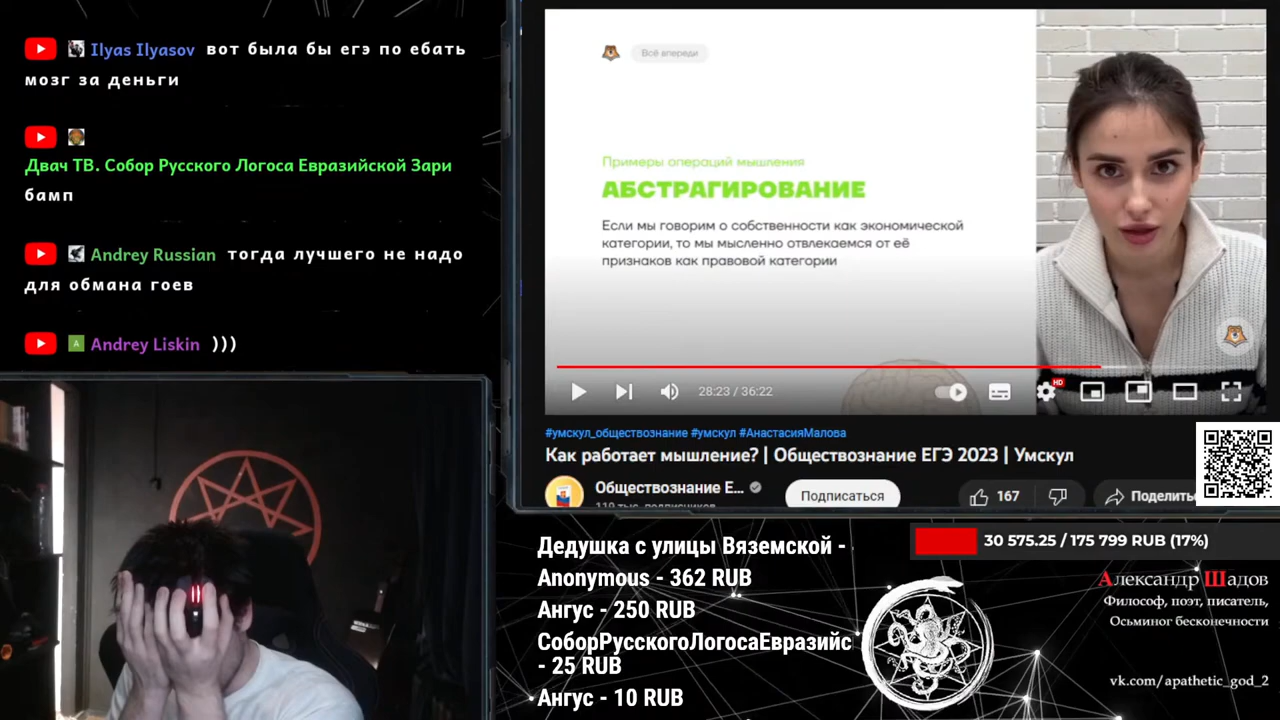 Ilyas Ilyasov вот была бы егэ по ебать
мозг за деньги
Двач ТВ. Собор Русского Логоса Евразийской Зари
бамп
Andrey Russian тогда лучшего не надо
для обмана гоев
A Andrey Liskin )))
Всё впереди
Примеры операций мышления
АБСТРАГИРОВАНИЕ
Если мы говорим о собственности как экономической
категории, то мы мысленно отвлекаемся от её
признаков как правовой категории
28:23 / 36:22
HD
#умскул_обществознание #умскул #АнастасияМалова
Как работает мышление? | Обществознание ЕГЭ 2023 | Умскул
Обществознание Е...
Подписаться
167
Поделить
30 575.25 / 175 799 RUB (17%)
Дедушка с улицы Вяземской -
Anonymous - 362 RUB
Ангус - 250 RUB
СоборРусскогоЛогосаЕвразийс
- 25 RUB
Ангус - 10 RUB
Александр Шадов
Философ, поэт, писатель,
Осьминог бесконечности
vk.com/apathetic_god_2